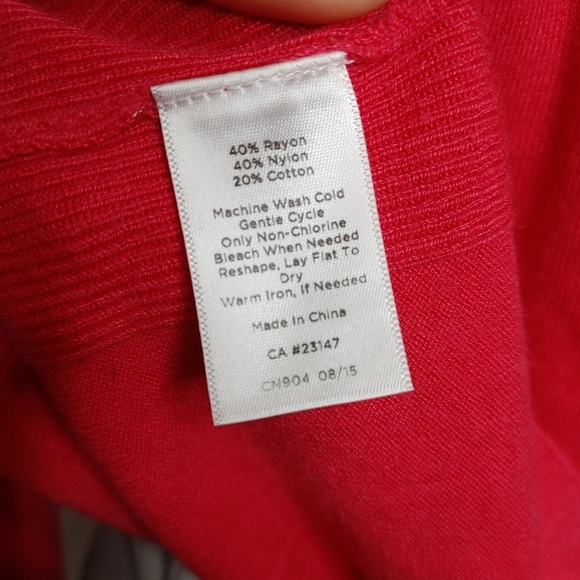 40% Rayon
40% Nylon
20% Cotton
Machine Wash Cold
Gentle Cycle
Only Non-Chlorine
Bleach When Needed
Reshape, Lay Flat To
Dry
Warm Iron, If Needed
Made In China
CA #23147
CN904 08/15